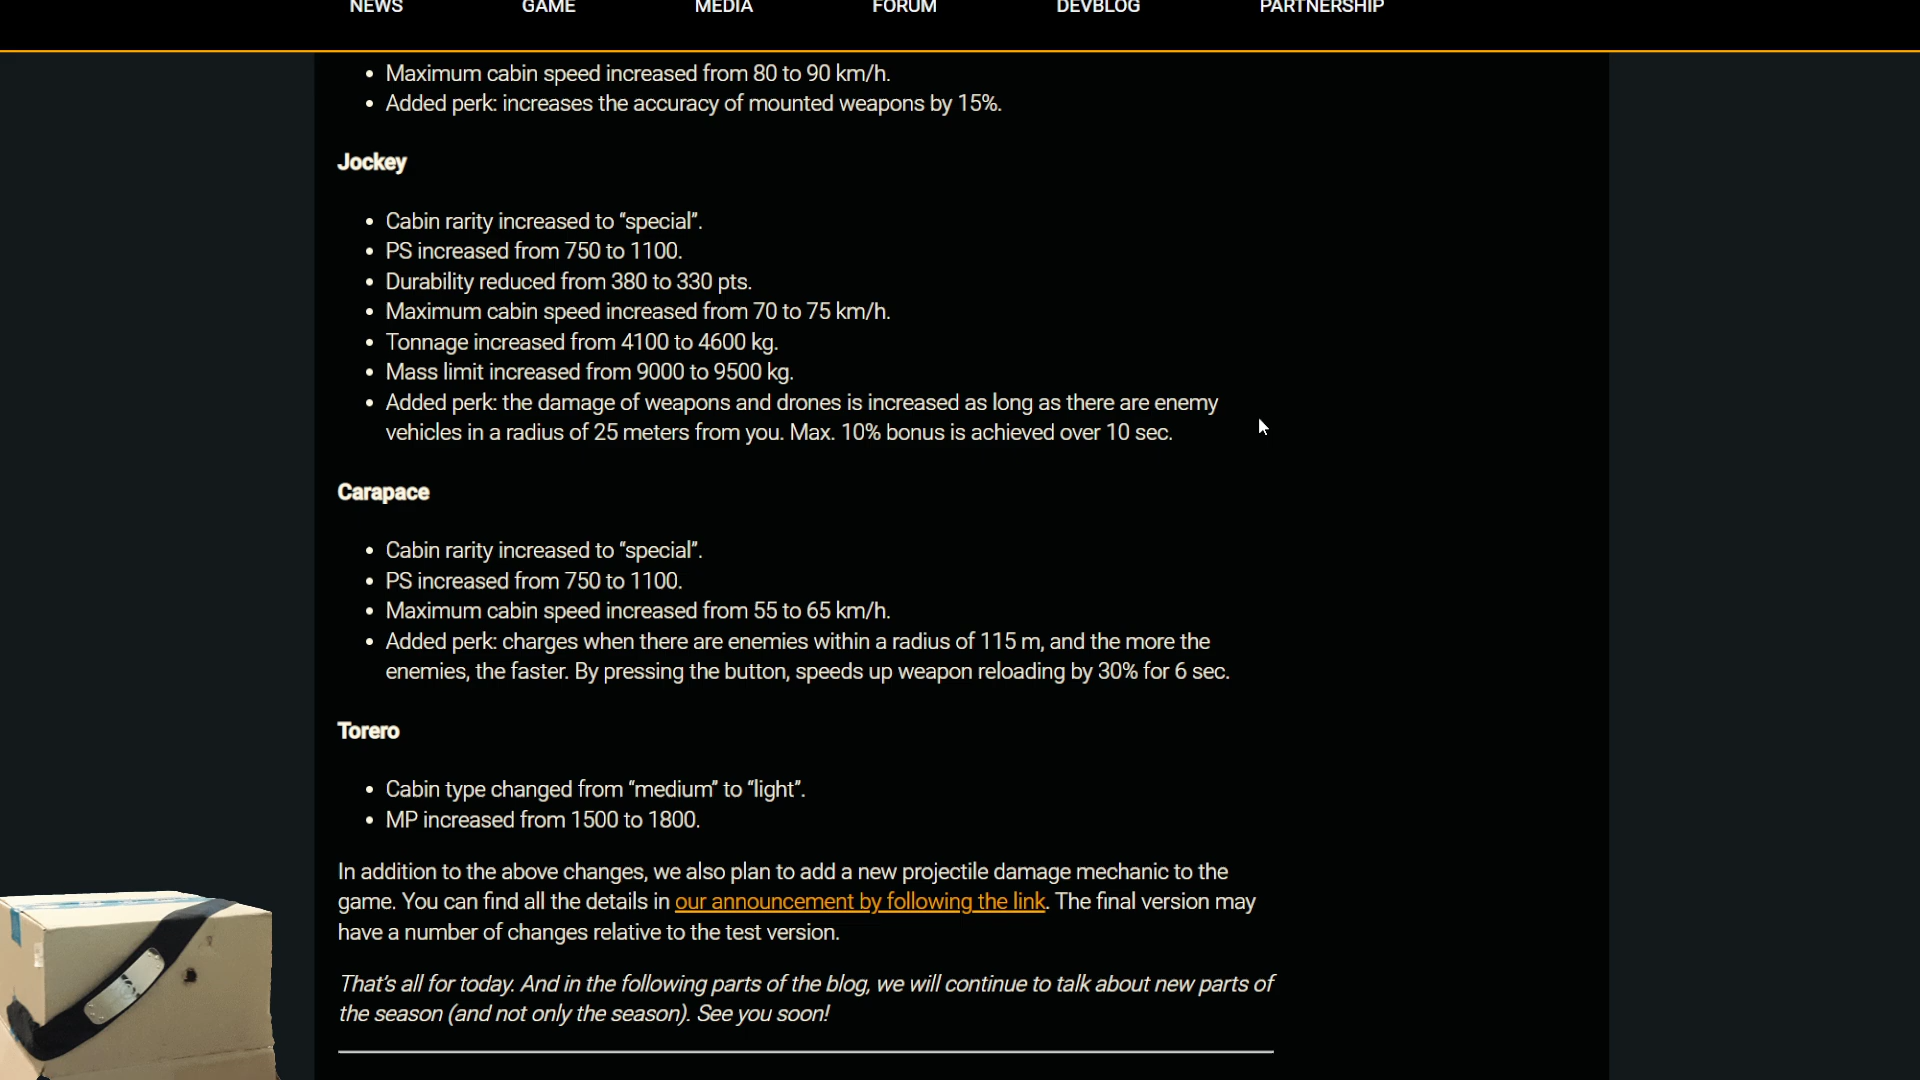 NEWS GAME MEDIA FORUM DEVBLOG PARTNERSHIP
• Maximum cabin speed increased from 80 to 90 km/h.
• Added perk: increases the accuracy of mounted weapons by 15%.
Jockey
• Cabin rarity increased to “special”.
• PS increased from 750 to 1100.
• Durability reduced from 380 to 330 pts.
• Maximum cabin speed increased from 70 to 75 km/h.
• Tonnage increased from 4100 to 4600 kg.
• Mass limit increased from 9000 to 9500 kg.
• Added perk: the damage of weapons and drones is increased as long as there are enemy
vehicles in a radius of 25 meters from you. Max. 10% bonus is achieved over 10 sec.
Carapace
• Cabin rarity increased to “special”.
• PS increased from 750 to 1100.
• Maximum cabin speed increased from 55 to 65 km/h.
• Added perk: charges when there are enemies within a radius of 115 m, and the more the
enemies, the faster. By pressing the button, speeds up weapon reloading by 30% for 6 sec.
Torero
• Cabin type changed from “medium” to “light”.
• MP increased from 1500 to 1800.
In addition to the above changes, we also plan to add a new projectile damage mechanic to the
game. You can find all the details in our announcement by following the link. The final version may
have a number of changes relative to the test version.
That’s all for today. And in the following parts of the blog, we will continue to talk about new parts of
the season (and not only the season). See you soon!